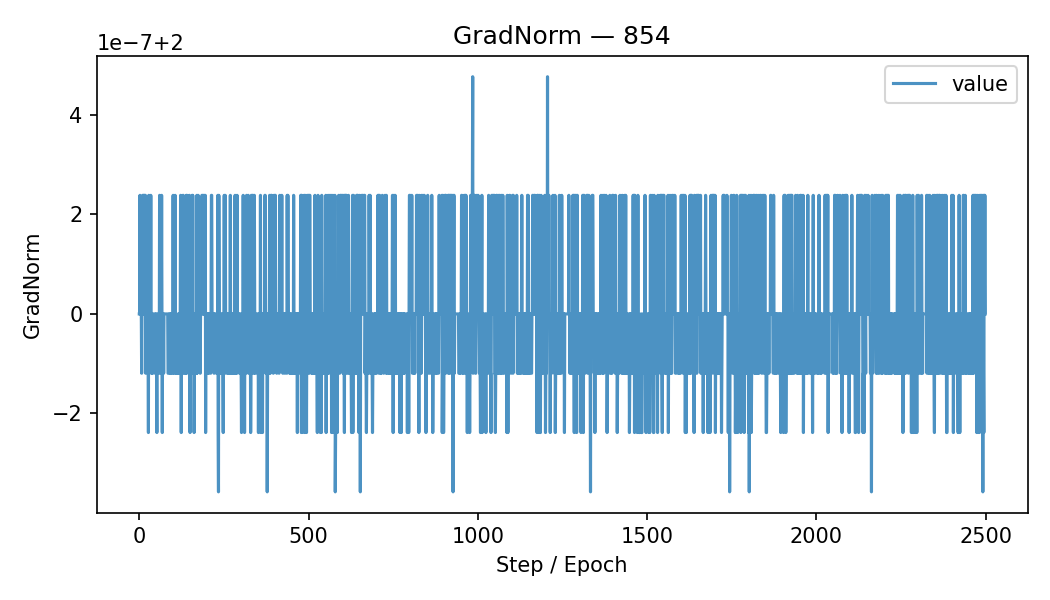 GradNorm — 854
1e−7+2
value
GradNorm
4
2
0
−2
0 500 1000 1500 2000 2500
Step / Epoch